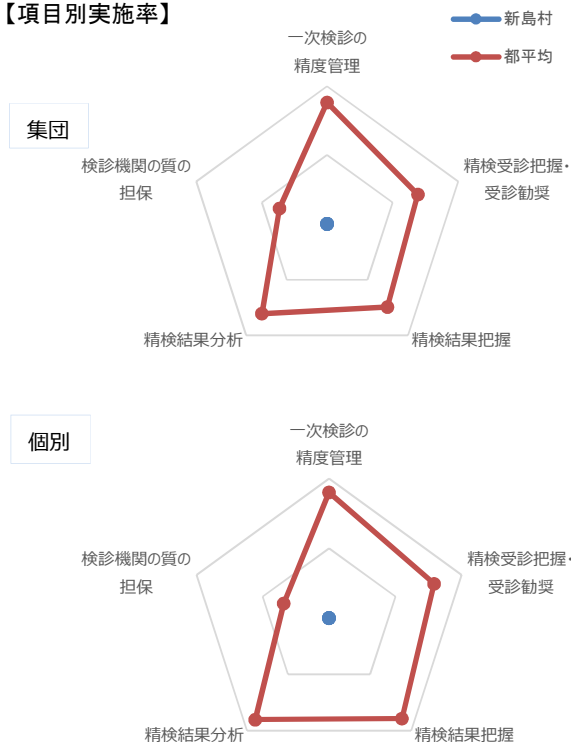 【項目別実施率】
新島村
都平均
集団
一次検診の
精度管理
精検受診把握・
受診勧奨
精検結果把握
精検結果分析
検診機関の質の
担保
個別
一次検診の
精度管理
精検受診把握・
受診勧奨
精検結果把握
精検結果分析
検診機関の質の
担保